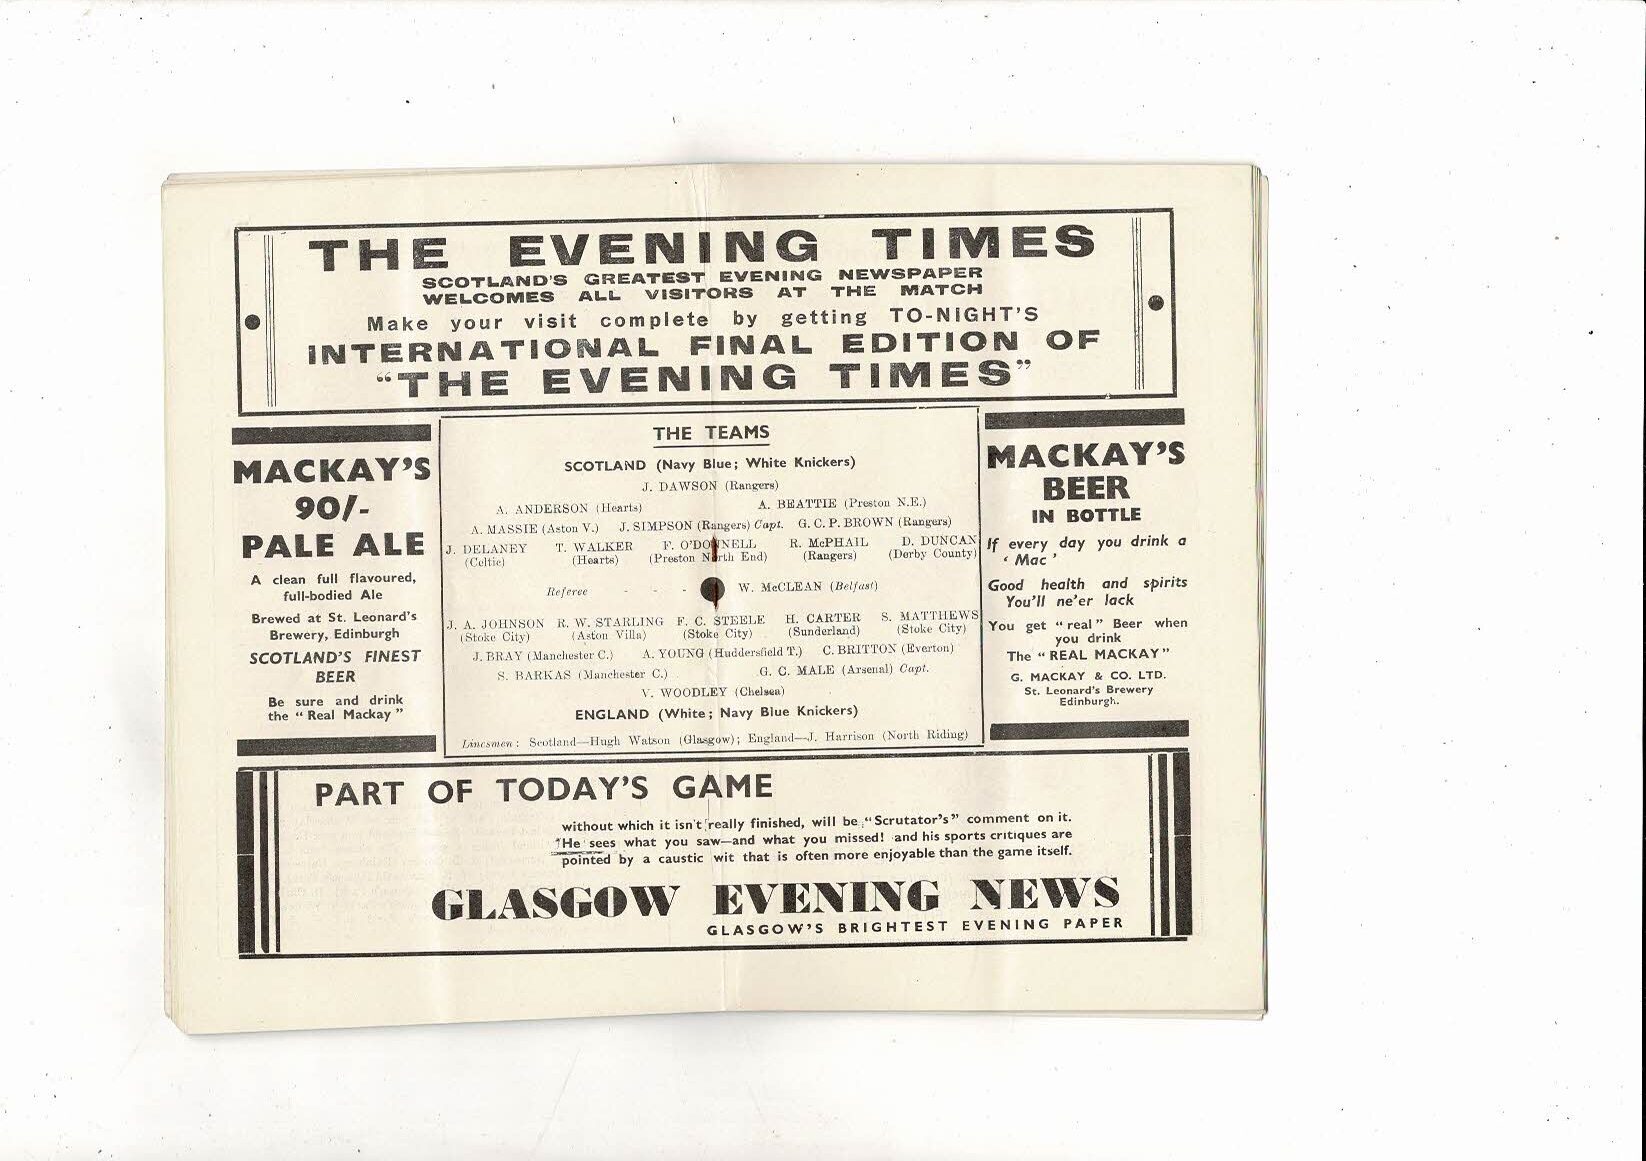 THE EVENING TIMES
SCOTLAND'S GREATEST EVENING NEWSPAPER
WELCOMES ALL VISITORS AT THE MATCH
Make your visit complete by getting TO-NIGHT'S
INTERNATIONAL FINAL EDITION OF
"THE EVENING TIMES"
MACKAY'S
90/-
PALE ALE
A clean full flavoured,
full-bodied Ale
Brewed at St. Leonard's
Brewery, Edinburgh
SCOTLAND'S FINEST
BEER
Be sure and drink
the "Real Mackay"
THE TEAMS
SCOTLAND (Navy Blue; White Knickers)
J. DAWSON (Rangers)
A. ANDERSON (Hearts) A. BEATTIE (Preston N.E.)
A. MASSIE (Aston V.) J. SIMPSON (Rangers) Capt. G. C. P. BROWN (Rangers)
J. DELANEY T. WALKER F. O'DONNELL R. McPHAIL D. DUNCAN
(Celtic) (Hearts) (Preston North End) (Rangers) (Derby County)
Referee - - - W. McCLEAN (Belfast)
J. A. JOHNSON R. W. STARLING F. C. STEELE H. CARTER S. MATTHEWS
(Stoke City) (Aston Villa) (Stoke City) (Sunderland) (Stoke City)
J. BRAY (Manchester C.) A. YOUNG (Huddersfield T.) C. BRITTON (Everton)
S. BARKAS (Manchester C.) G. C. MALE (Arsenal) Capt.
V. WOODLEY (Chelsea)
ENGLAND (White; Navy Blue Knickers)
Linesmen: Scotland—Hugh Watson (Glasgow); England—J. Harrison (North Riding)
MACKAY'S
BEER
IN BOTTLE
If every day you drink a
'Mac'
Good health and spirits
You'll ne'er lack
You get "real" Beer when
you drink
The "REAL MACKAY"
G. MACKAY & CO. LTD.
St. Leonard's Brewery
Edinburgh.
PART OF TODAY'S GAME
without which it isn't really finished, will be "Scrutator's" comment on it.
He sees what you saw—and what you missed! and his sports critiques are
pointed by a caustic wit that is often more enjoyable than the game itself.
GLASGOW EVENING NEWS
GLASGOW'S BRIGHTEST EVENING PAPER